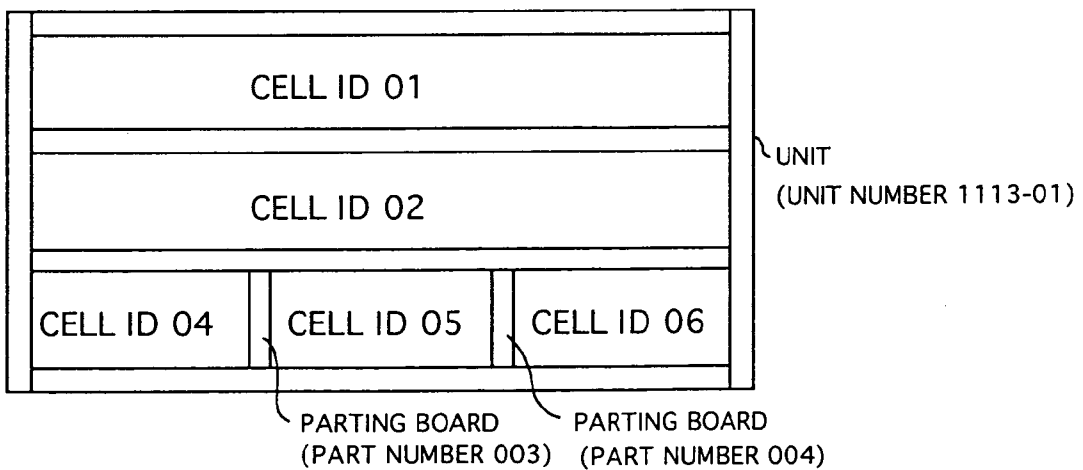 CELL ID 01
CELL ID 02
UNIT
(UNIT NUMBER 1113-01)
CELL ID 04
CELL ID 05
CELL ID 06
PARTING BOARD
(PART NUMBER 003)
PARTING BOARD
(PART NUMBER 004)